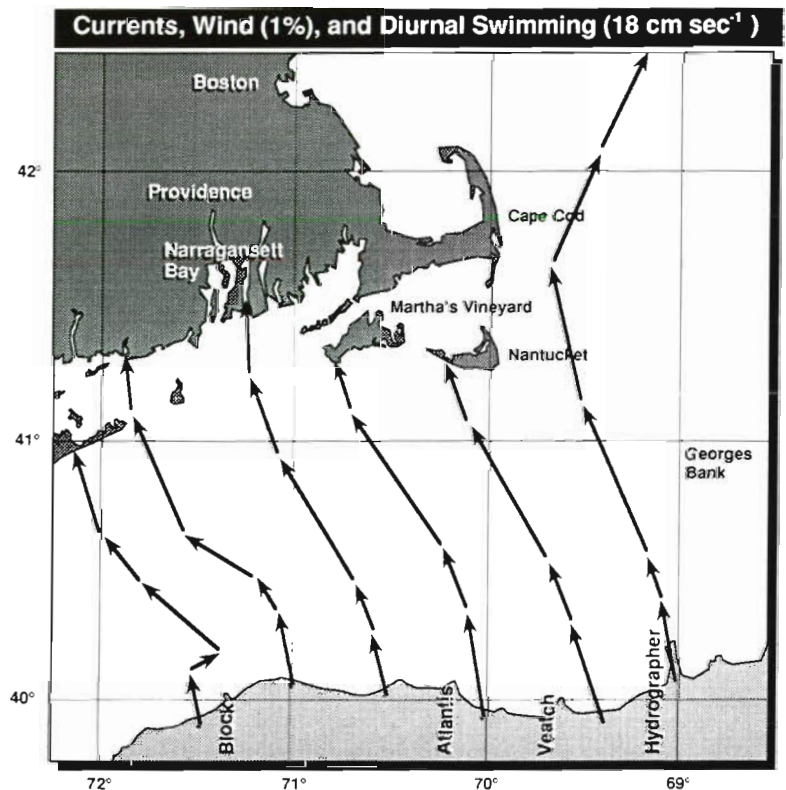 Currents, Wind (1%), and Diurnal Swimming (18 cm sec⁻¹ )
Boston
42°
Providence
Cape Cod
Narragansett
Bay
Martha's Vineyard
Nantucket
41°
Georges
Bank
40°
Block
Atlantis
Veatch
Hydrographer
72°
71°
70°
69°